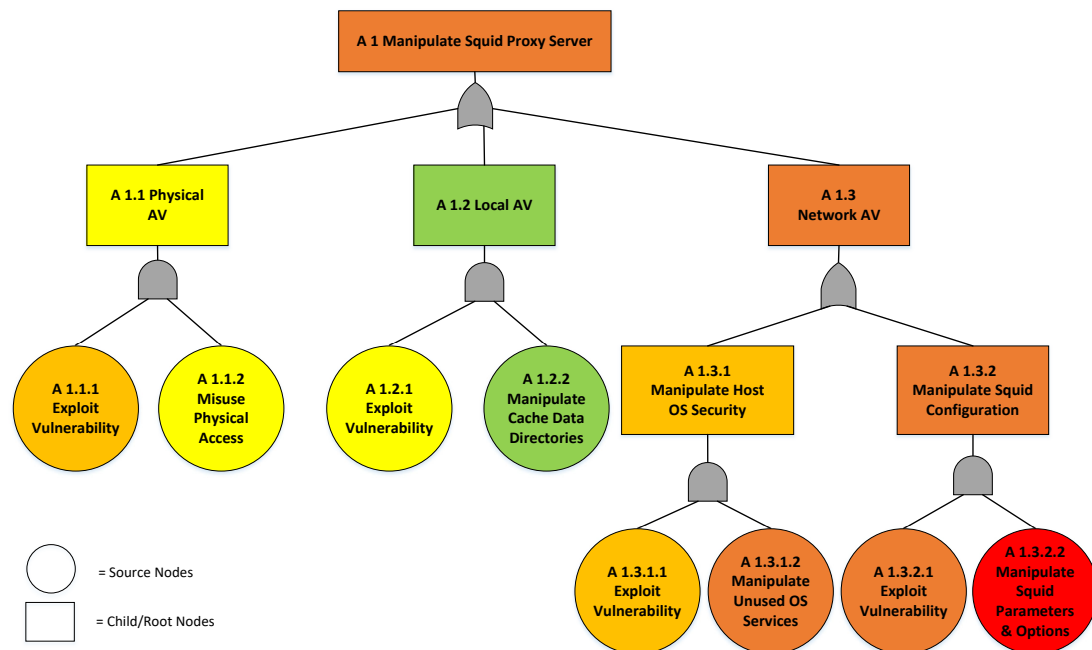 A 1 Manipulate Squid Proxy Server
A 1.1 Physical
AV
A 1.2 Local AV
A 1.3
Network AV
A 1.1.1
Exploit
Vulnerability
A 1.1.2
Misuse
Physical
Access
A 1.2.1
Exploit
Vulnerability
A 1.2.2
Manipulate
Cache Data
Directories
A 1.3.1
Manipulate Host
OS Security
A 1.3.2
Manipulate Squid
Configuration
A 1.3.1.1
Exploit
Vulnerability
A 1.3.1.2
Manipulate
Unused OS
Services
A 1.3.2.1
Exploit
Vulnerability
A 1.3.2.2
Manipulate
Squid
Parameters
& Options
= Source Nodes
= Child/Root Nodes